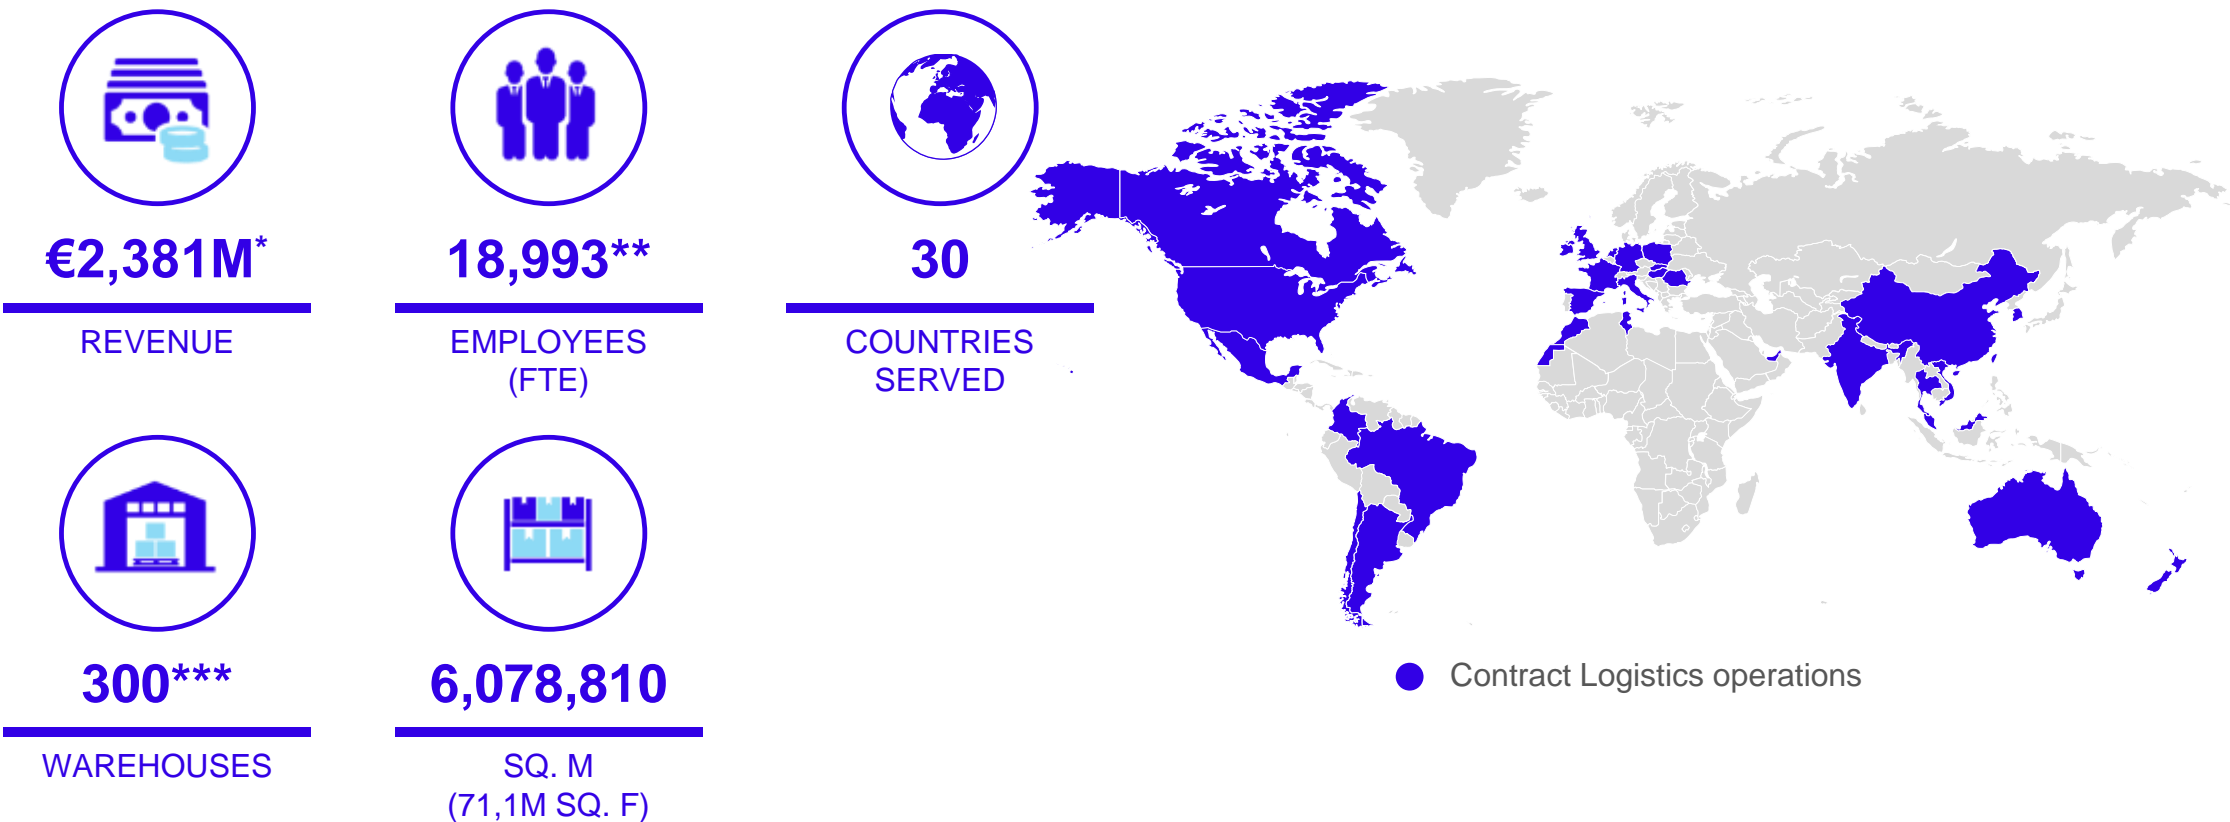 €2,381M*
REVENUE
18,993**
EMPLOYEES
(FTE)
30
COUNTRIES
SERVED
300***
WAREHOUSES
6,078,810
SQ. M
(71,1M SQ. F)
Contract Logistics operations